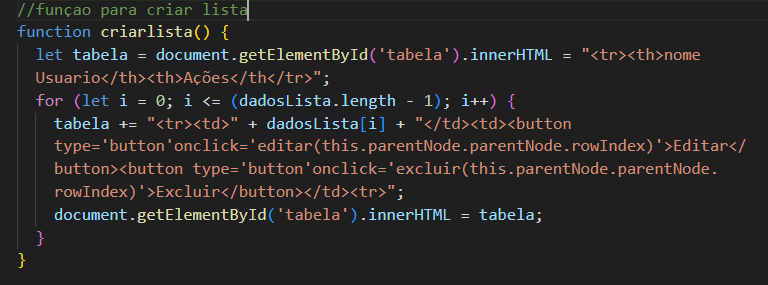 //funçao para criar lista
function criarlista() {
let tabela = document.getElementById('tabela').innerHTML = "<tr><th>nome
Usuario</th><th>Ações</th</tr>";
for (let i = 0; i <= (dadosLista.length - 1); i++) {
tabela += "<tr><td>" + dadosLista[i] + "</td><td><button
type='button'onclick='editar(this.parentNode.parentNode.rowIndex)'>Editar</
button><button type='button'onclick='excluir(this.parentNode.parentNode.
rowIndex)'>Excluir</button></td><tr>";
document.getElementById('tabela').innerHTML = tabela;
}
}